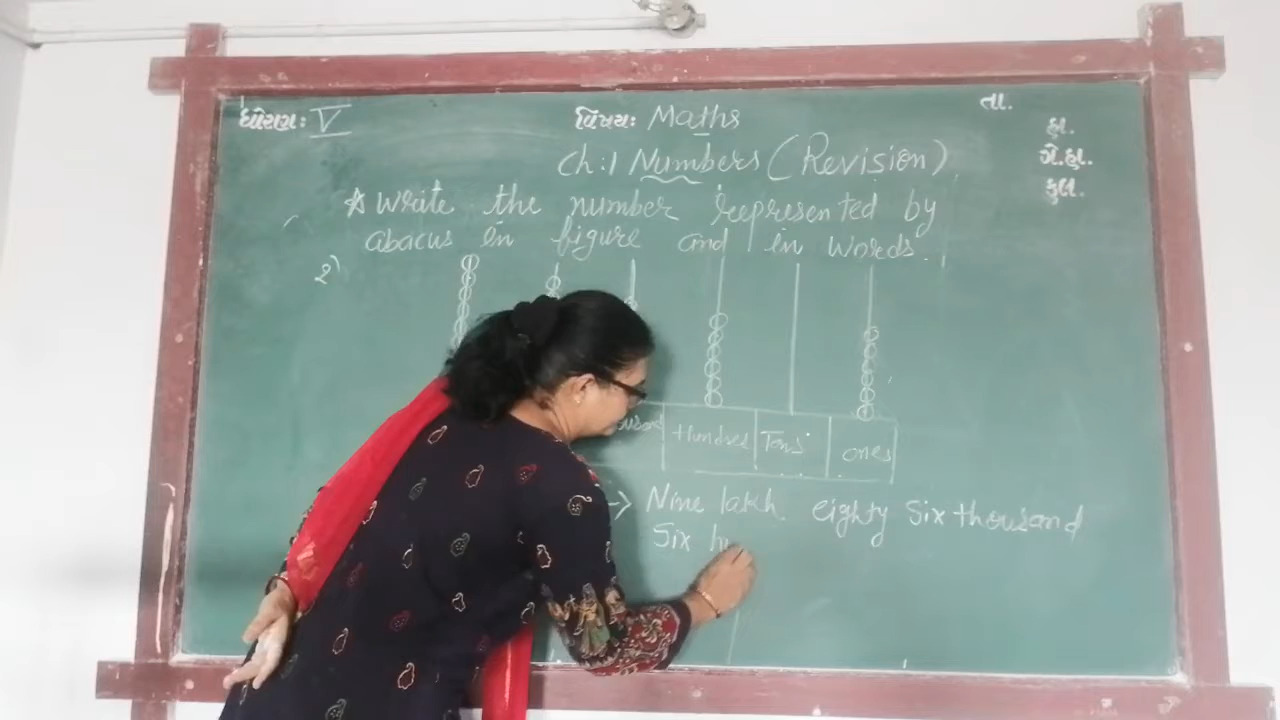 ધોરણ: V
વિષય: Maths
તા.
હા.
ગે.હા.
કુલ.
Ch:1 Numbers (Revision)
☆ Write the number represented by
abacus in figure and in words.
2)
Hundred Tens ones
→ Nine lakh eighty Six thousand
Six hu